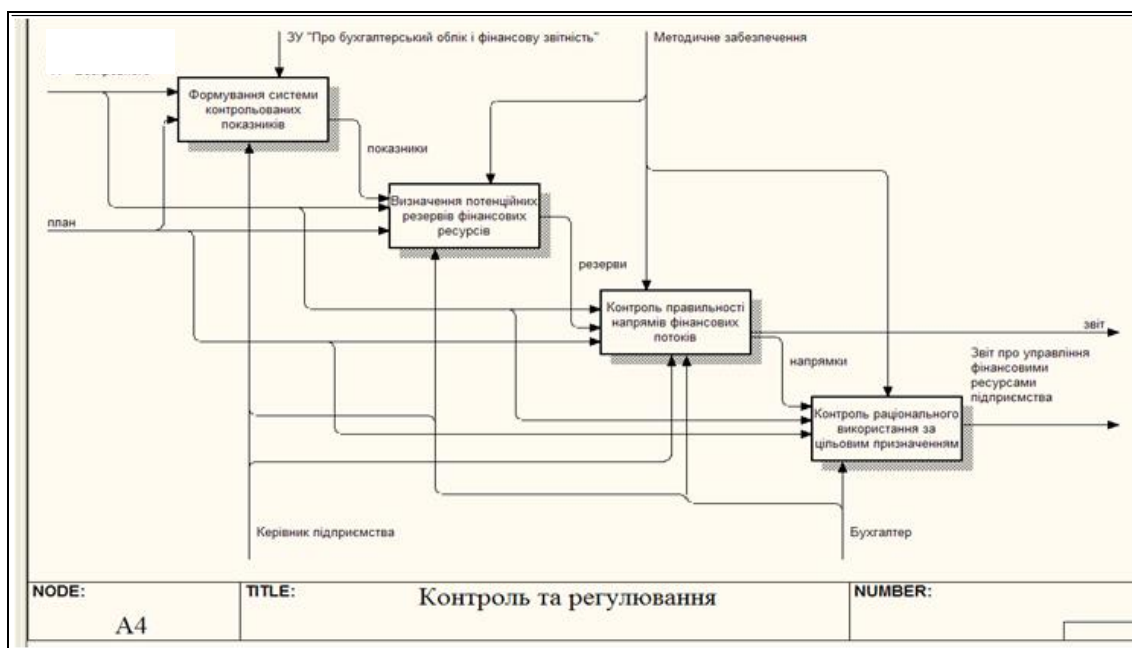 ЗУ "Про бухгалтерський облік і фінансову звітність"
Методичне забезпечення
Формування системи
контрольованих
показників
показники
план
Визначення потенційних
резервів фінансових
ресурсів
резерви
Контроль правильності
напрямів фінансових
потоків
звіт
напрямки
Звіт про управління
фінансовими
ресурсами
підприємства
Контроль раціонального
використання за
цільовим призначенням
Керівник підприємства
Бухгалтер
NODE:
A4
TITLE:
Контроль та регулювання
NUMBER: